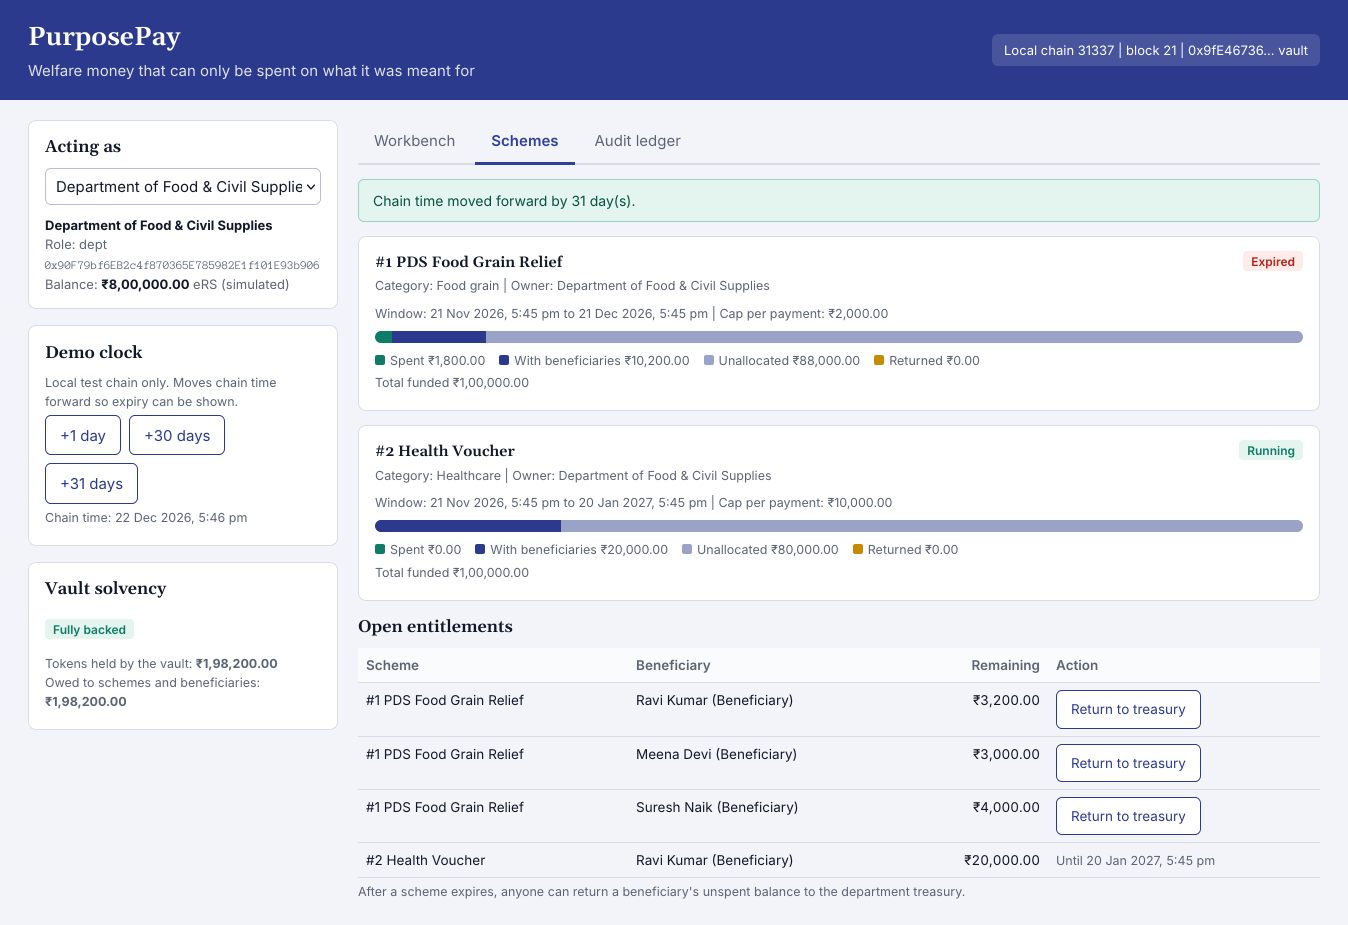 PurposePay
Welfare money that can only be spent on what it was meant for
Local chain 31337 | block 21 | 0x9fE46736... vault
Acting as
Department of Food & Civil Supplie
Department of Food & Civil Supplies
Role: dept
0x90F79bf6EB2c4f870365E785982E1f101E93b906
Balance: ₹8,00,000.00 eRS (simulated)
Demo clock
Local test chain only. Moves chain time
forward so expiry can be shown.
+1 day
+30 days
+31 days
Chain time: 22 Dec 2026, 5:46 pm
Vault solvency
Fully backed
Tokens held by the vault: ₹1,98,200.00
Owed to schemes and beneficiaries:
₹1,98,200.00
Workbench
Schemes
Audit ledger
Chain time moved forward by 31 day(s).
#1 PDS Food Grain Relief
Expired
Category: Food grain | Owner: Department of Food & Civil Supplies
Window: 21 Nov 2026, 5:45 pm to 21 Dec 2026, 5:45 pm | Cap per payment: ₹2,000.00
Spent ₹1,800.00 With beneficiaries ₹10,200.00 Unallocated ₹88,000.00 Returned ₹0.00
Total funded ₹1,00,000.00
#2 Health Voucher
Running
Category: Healthcare | Owner: Department of Food & Civil Supplies
Window: 21 Nov 2026, 5:45 pm to 20 Jan 2027, 5:45 pm | Cap per payment: ₹10,000.00
Spent ₹0.00 With beneficiaries ₹20,000.00 Unallocated ₹80,000.00 Returned ₹0.00
Total funded ₹1,00,000.00
Open entitlements
Scheme Beneficiary Remaining Action
#1 PDS Food Grain Relief Ravi Kumar (Beneficiary) ₹3,200.00 Return to treasury
#1 PDS Food Grain Relief Meena Devi (Beneficiary) ₹3,000.00 Return to treasury
#1 PDS Food Grain Relief Suresh Naik (Beneficiary) ₹4,000.00 Return to treasury
#2 Health Voucher Ravi Kumar (Beneficiary) ₹20,000.00 Until 20 Jan 2027, 5:45 pm
After a scheme expires, anyone can return a beneficiary's unspent balance to the department treasury.